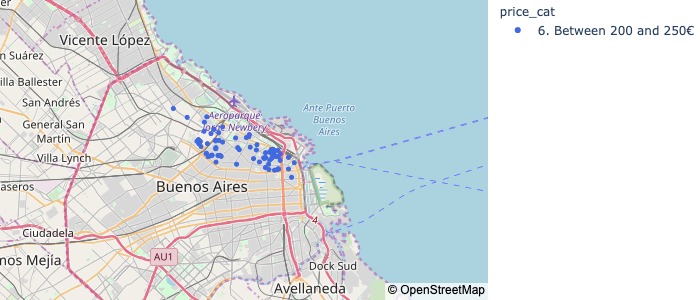 price_cat
6. Between 200 and 250€
Vicente López
n Suárez
illa Ballester
San Andrés
General San
Martín
Villa Lynch
aseros
Aeroparque
Jorge Newbery
Ante Puerto
Buenos
Aires
Buenos Aires
Ciudadela
4
mos Mejía
AU1
Dock Sud
Avellaneda
© OpenStreetMap